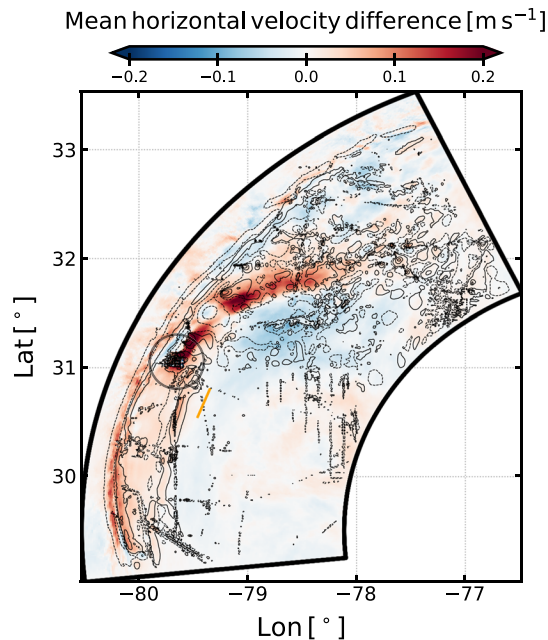 Mean horizontal velocity difference [m s⁻¹]
−0.2 −0.1 0.0 0.1 0.2
33
32
31
30
Lat [°]
−80 −79 −78 −77
Lon [°]